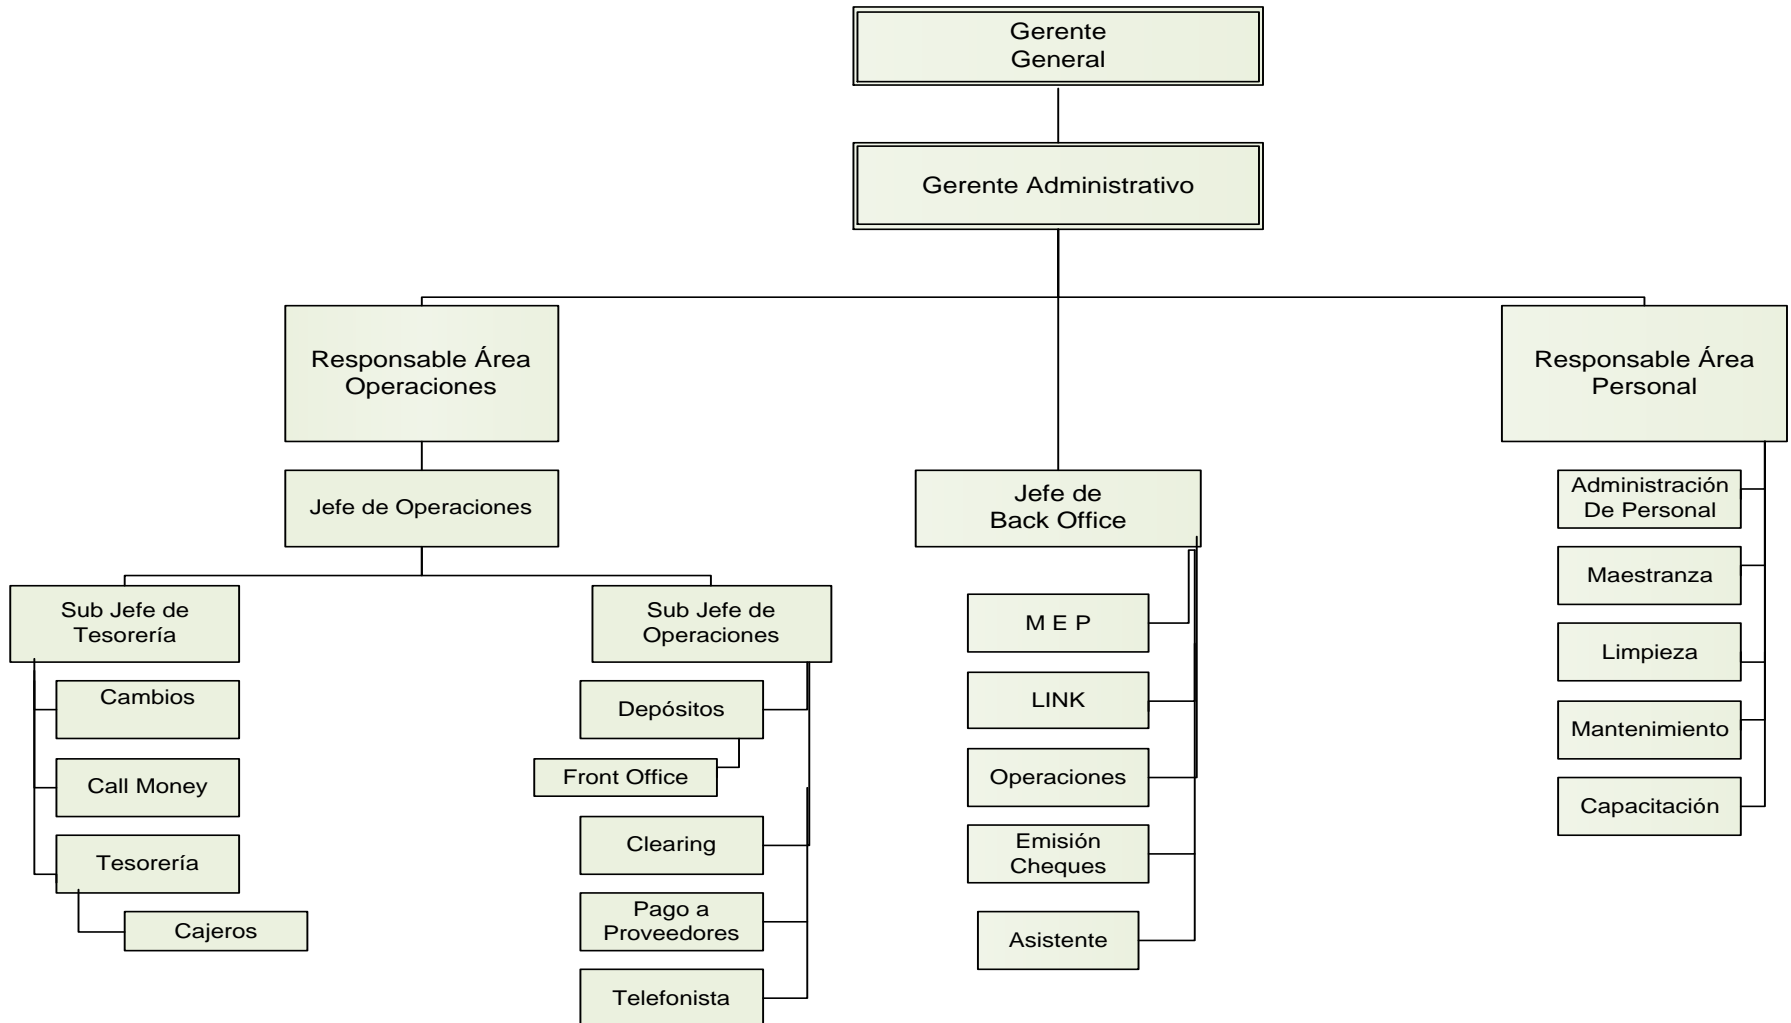 Gerente
General
Gerente Administrativo
Responsable Área
Operaciones
Responsable Área
Personal
Jefe de Operaciones
Jefe de
Back Office
Sub Jefe de
Tesorería
Cambios
Call Money
Tesorería
Cajeros
Sub Jefe de
Operaciones
Depósitos
Front Office
Clearing
Pago a
Proveedores
Telefonista
M E P
LINK
Operaciones
Emisión
Cheques
Asistente
Administración
De Personal
Maestranza
Limpieza
Mantenimiento
Capacitación